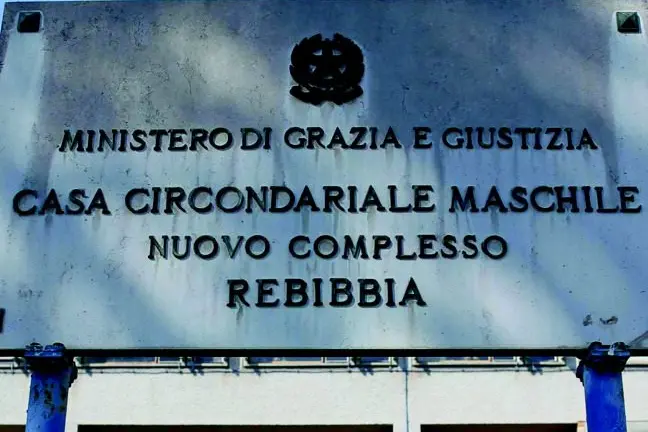 MINISTERO DI GRAZIA E GIUSTIZIA
CASA CIRCONDARIALE MASCHILE
NUOVO COMPLESSO
REBIBBIA